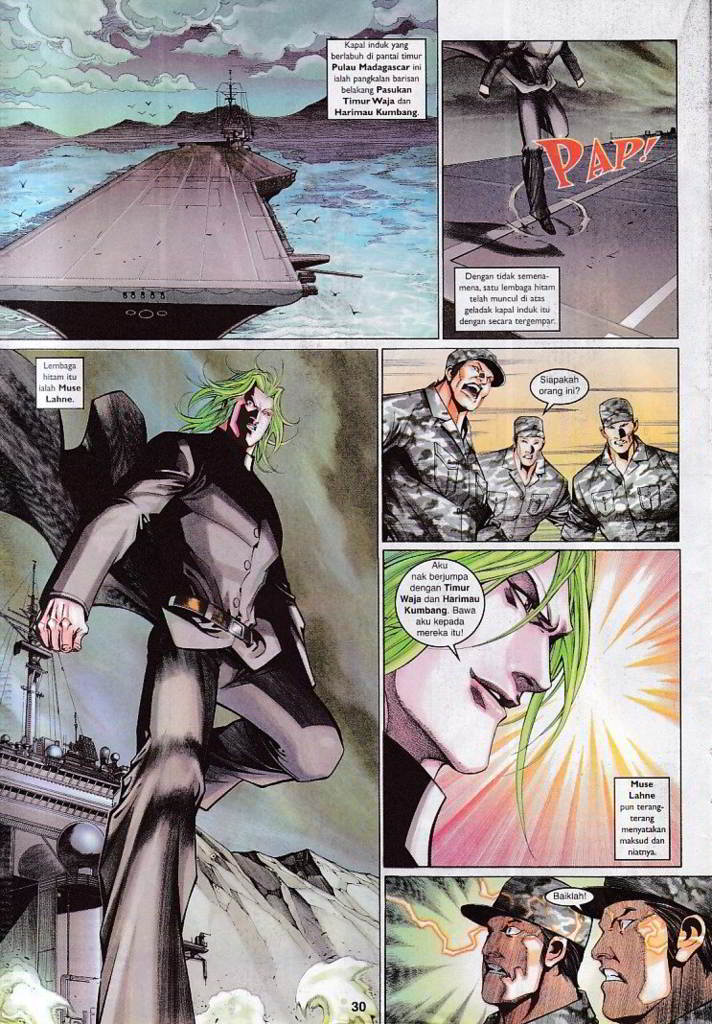 Kapal induk yang
berlabuh di pantai timur
Pulau Madagascar ini
ialah pangkalan barisan
belakang Pasukan
Timur Waja dan
Harimau Kumbang.
PAP!
Dengan tidak semena-
mena, satu lembaga hitam
telah muncul di atas
geladak kapal induk itu
dengan secara tergempar.
Lembaga
hitam itu
ialah Muse
Lahne.
Siapakah
orang ini?
Aku
nak berjumpa
dengan Timur
Waja dan Harimau
Kumbang. Bawa
aku kepada
mereka itu!
Muse
Lahne
pun terang-
terang
menyatakan
maksud dan
niatnya.
Baiklah!
30